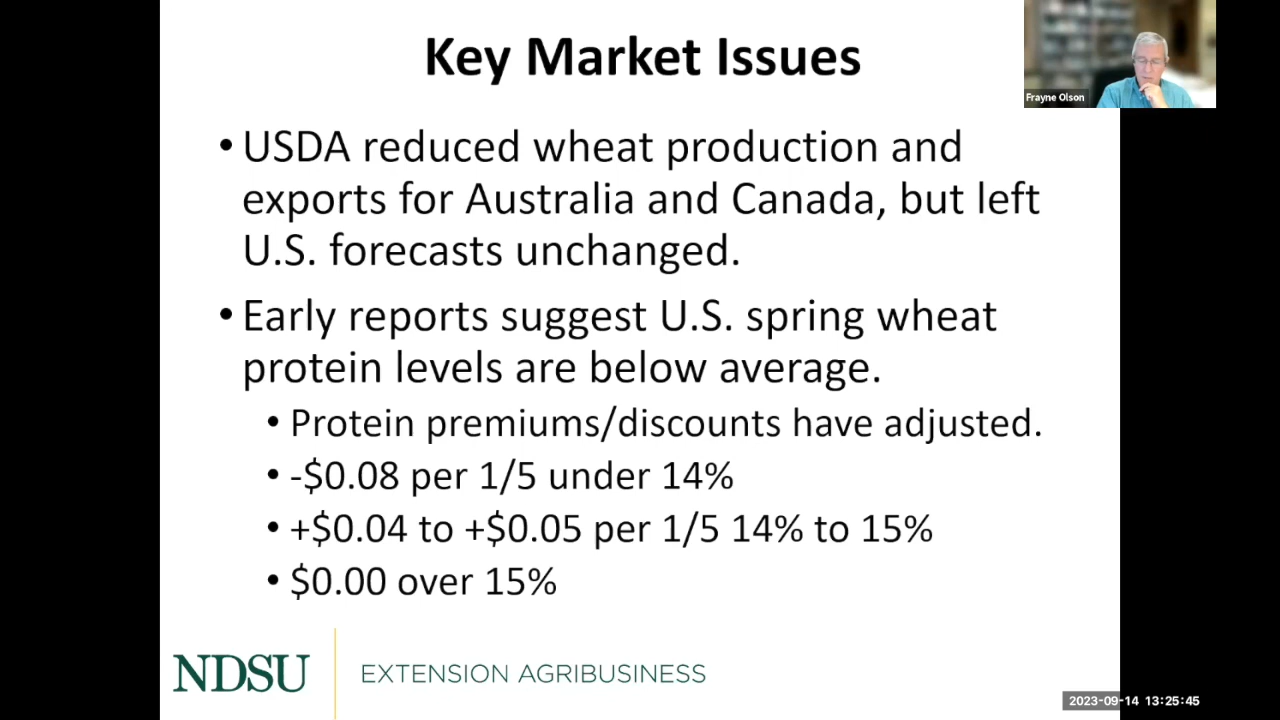 Key Market Issues
Frayne Olson
• USDA reduced wheat production and
exports for Australia and Canada, but left
U.S. forecasts unchanged.
• Early reports suggest U.S. spring wheat
protein levels are below average.
• Protein premiums/discounts have adjusted.
• -$0.08 per 1/5 under 14%
• +$0.04 to +$0.05 per 1/5 14% to 15%
• $0.00 over 15%
NDSU EXTENSION AGRIBUSINESS
2023-09-14 13:25:45